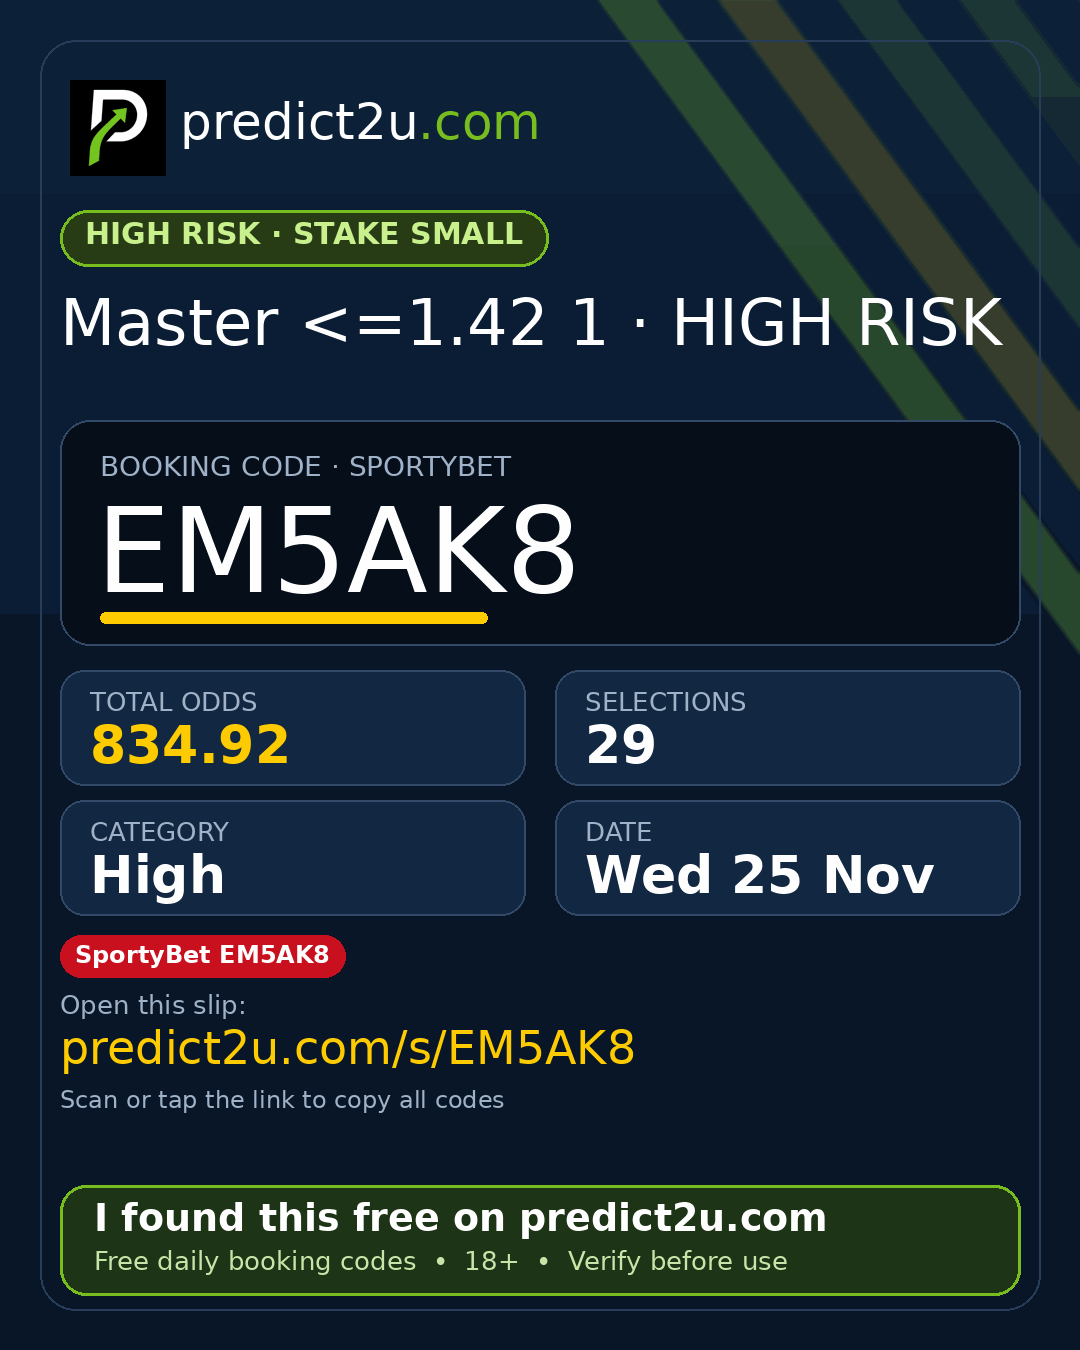 predict2u.com
HIGH RISK · STAKE SMALL
Master <=1.42 1 · HIGH RISK
BOOKING CODE · SPORTYBET
EM5AK8
TOTAL ODDS
834.92
SELECTIONS
29
CATEGORY
High
DATE
Wed 25 Nov
SportyBet EM5AK8
Open this slip:
predict2u.com/s/EM5AK8
Scan or tap the link to copy all codes
I found this free on predict2u.com
Free daily booking codes • 18+ • Verify before use